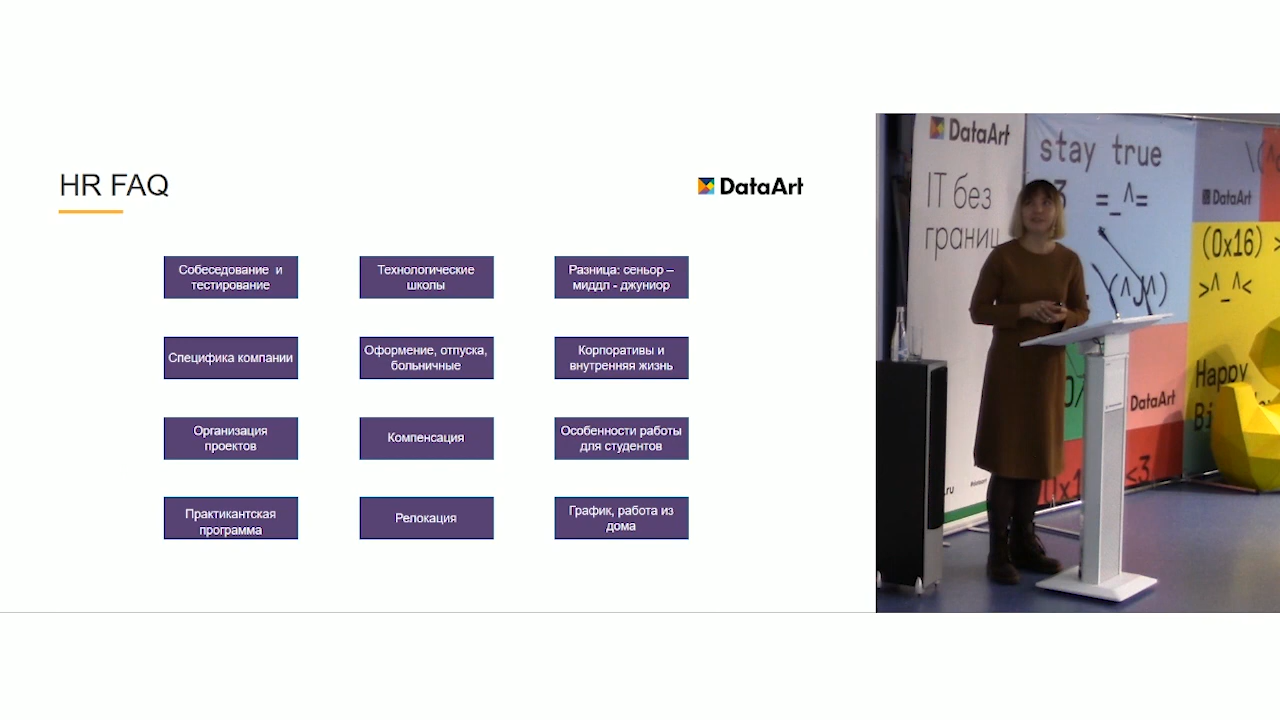 HR FAQ
DataArt
Собеседование и
тестирование
Технологические
школы
Разница: сеньор –
миддл - джуниор
Специфика компании
Оформение, отпуска,
больничные
Корпоративы и
внутренняя жизнь
Организация
проектов
Компенсация
Особенности работы
для студентов
Практикантская
программа
Релокация
График, работа из
дома
DataArt
IT без
границ
stay true
=_^=
DataArt
(0x16) >
>^_^<
\(^J^)
Happy
DataArt
<3